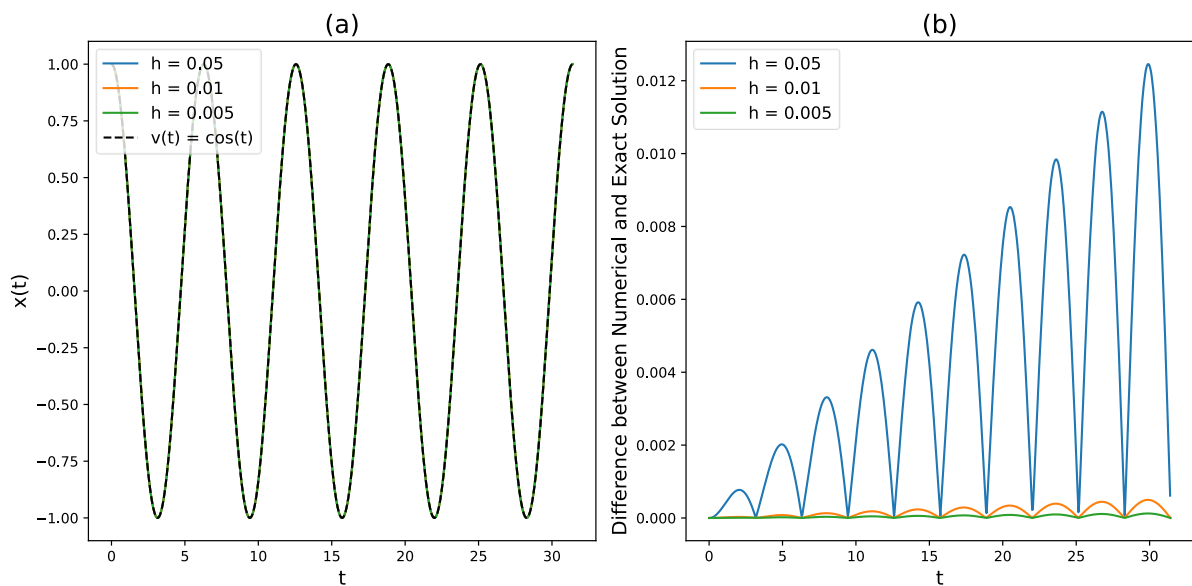 (a)
x(t)
1.00
0.75
0.50
0.25
0.00
−0.25
−0.50
−0.75
−1.00
h = 0.05
h = 0.01
h = 0.005
v(t) = cos(t)
0
5
10
15
20
25
30
t
(b)
Difference between Numerical and Exact Solution
0.012
0.010
0.008
0.006
0.004
0.002
0.000
h = 0.05
h = 0.01
h = 0.005
0
5
10
15
20
25
30
t